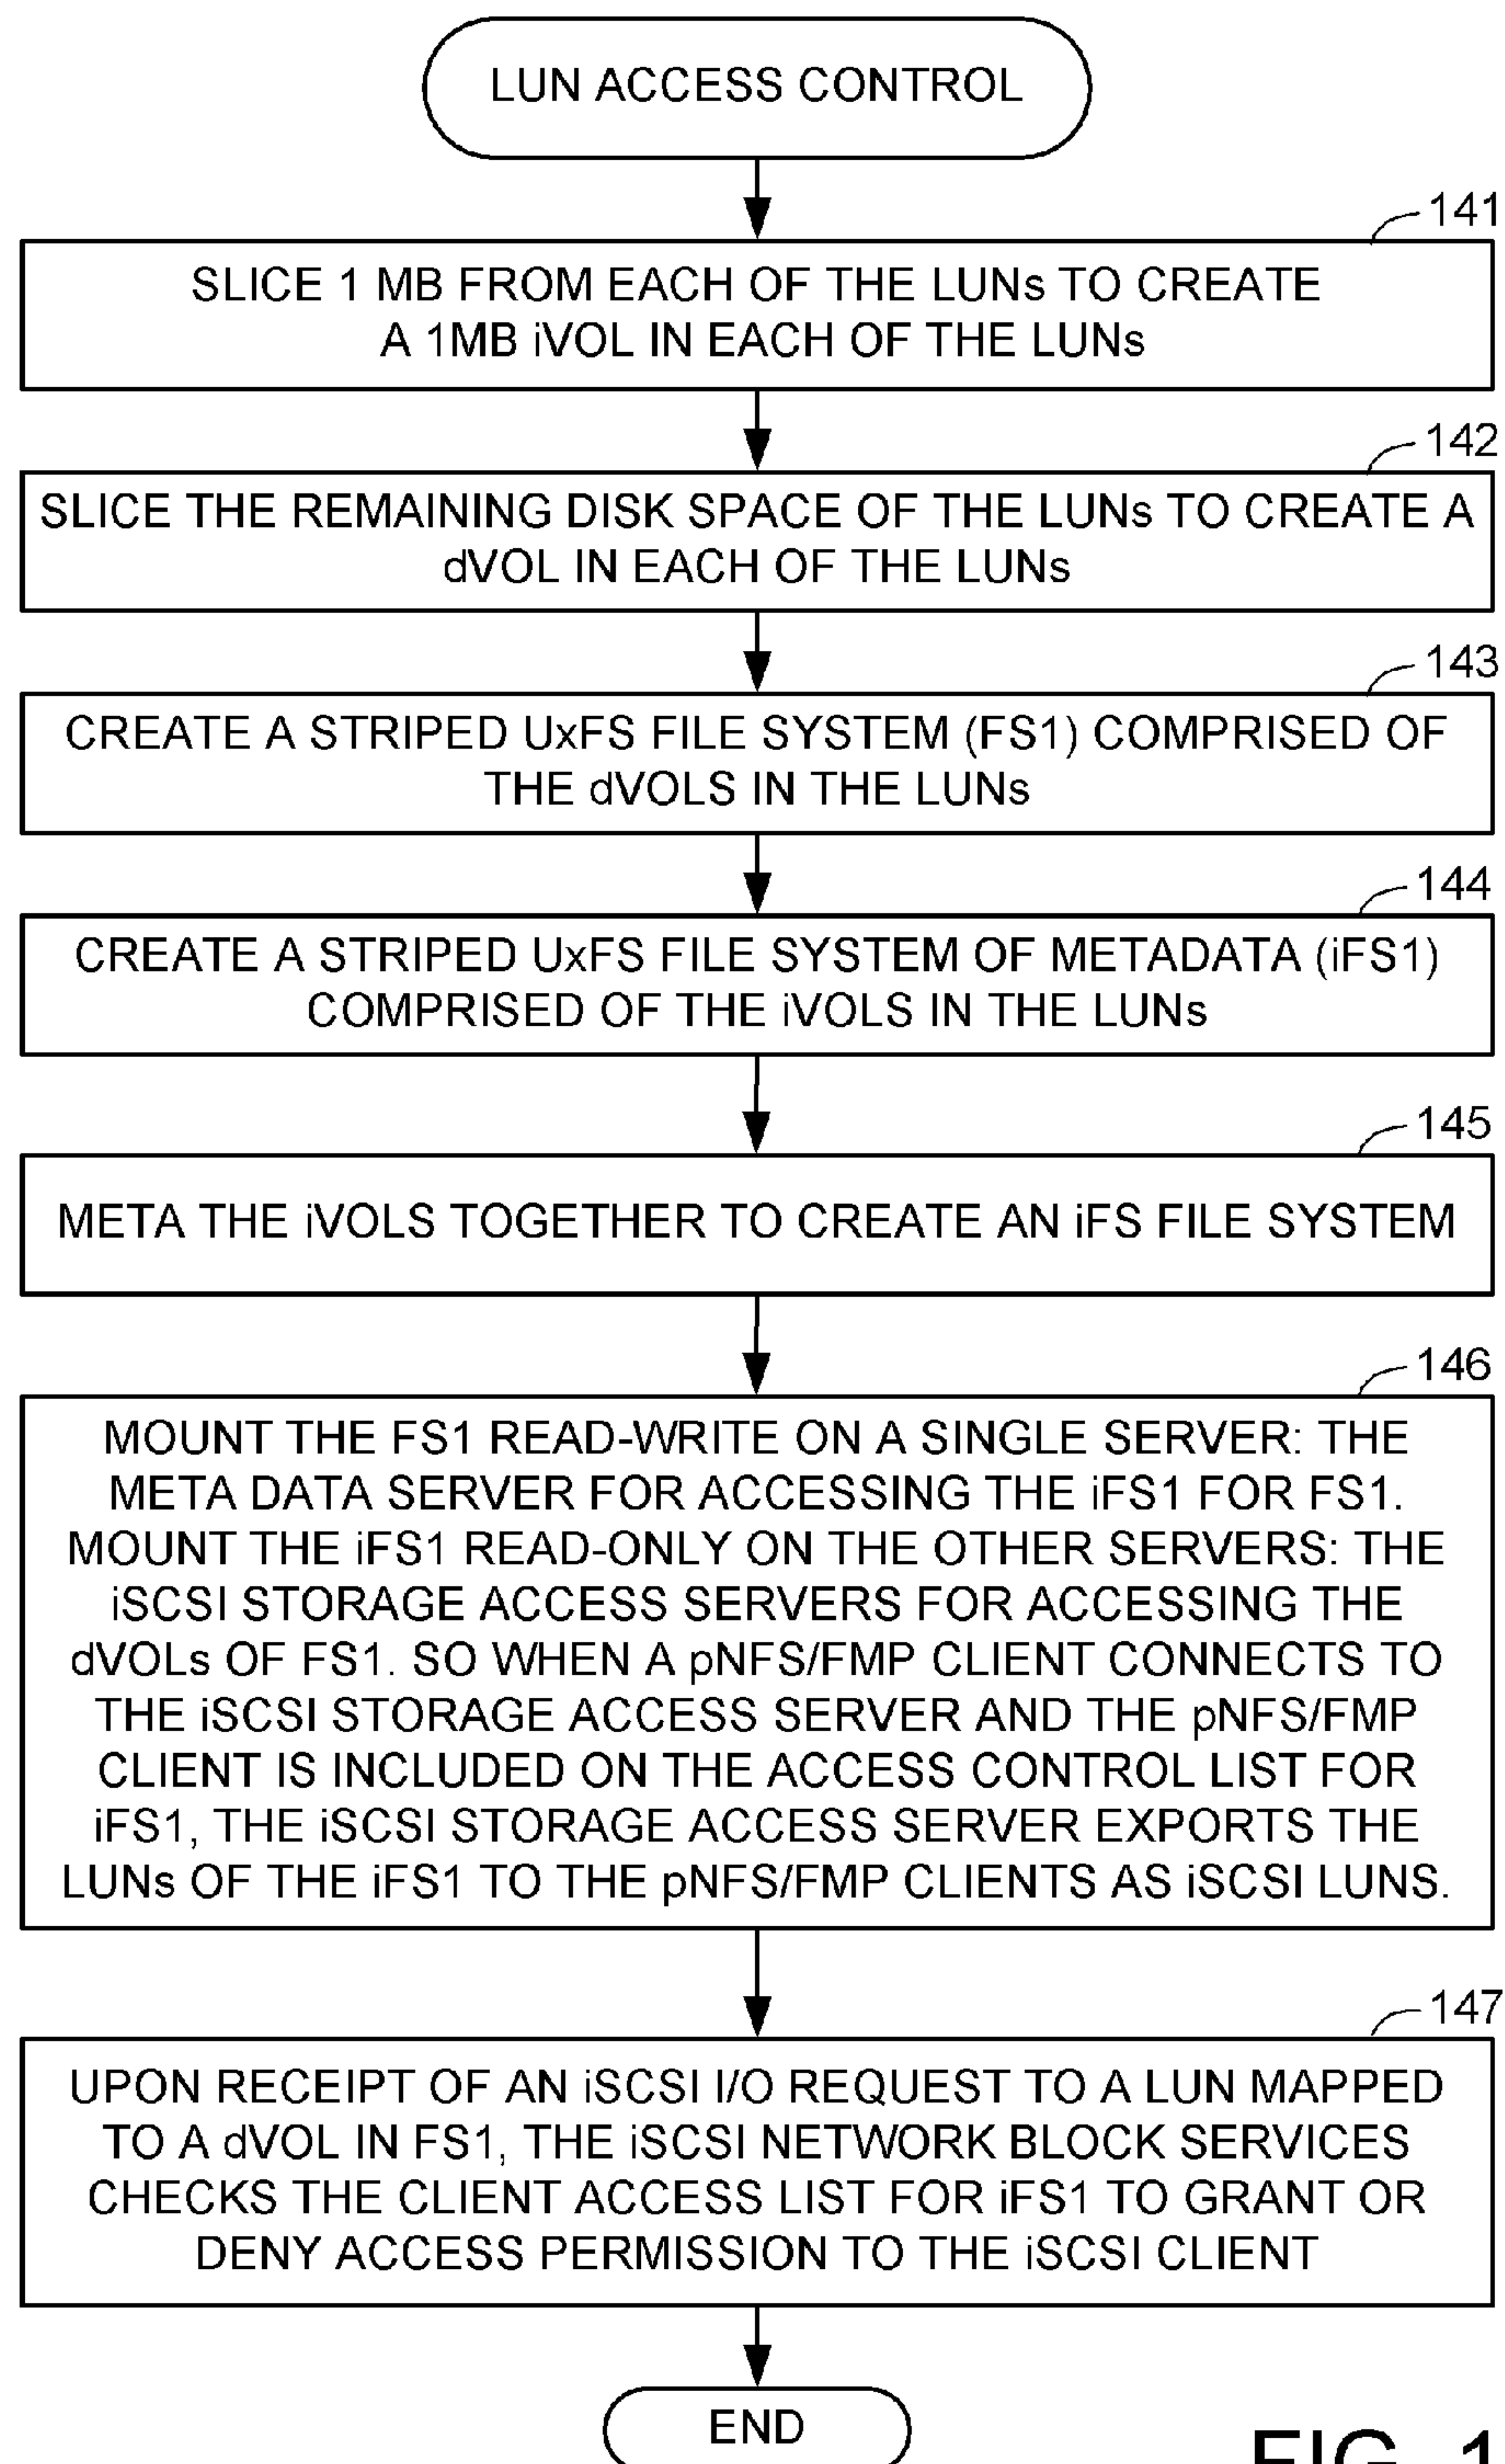 LUN ACCESS CONTROL
141
SLICE 1 MB FROM EACH OF THE LUNs TO CREATE
A 1MB iVOL IN EACH OF THE LUNs
142
SLICE THE REMAINING DISK SPACE OF THE LUNs TO CREATE A
dVOL IN EACH OF THE LUNs
143
CREATE A STRIPED UxFS FILE SYSTEM (FS1) COMPRISED OF
THE dVOLS IN THE LUNs
144
CREATE A STRIPED UxFS FILE SYSTEM OF METADATA (iFS1)
COMPRISED OF THE iVOLS IN THE LUNs
145
META THE iVOLS TOGETHER TO CREATE AN iFS FILE SYSTEM
146
MOUNT THE FS1 READ-WRITE ON A SINGLE SERVER: THE
META DATA SERVER FOR ACCESSING THE iFS1 FOR FS1.
MOUNT THE iFS1 READ-ONLY ON THE OTHER SERVERS: THE
iSCSI STORAGE ACCESS SERVERS FOR ACCESSING THE
dVOLs OF FS1. SO WHEN A pNFS/FMP CLIENT CONNECTS TO
THE iSCSI STORAGE ACCESS SERVER AND THE pNFS/FMP
CLIENT IS INCLUDED ON THE ACCESS CONTROL LIST FOR
iFS1, THE iSCSI STORAGE ACCESS SERVER EXPORTS THE
LUNs OF THE iFS1 TO THE pNFS/FMP CLIENTS AS iSCSI LUNS.
147
UPON RECEIPT OF AN iSCSI I/O REQUEST TO A LUN MAPPED
TO A dVOL IN FS1, THE iSCSI NETWORK BLOCK SERVICES
CHECKS THE CLIENT ACCESS LIST FOR iFS1 TO GRANT OR
DENY ACCESS PERMISSION TO THE iSCSI CLIENT
END
FIG. 1